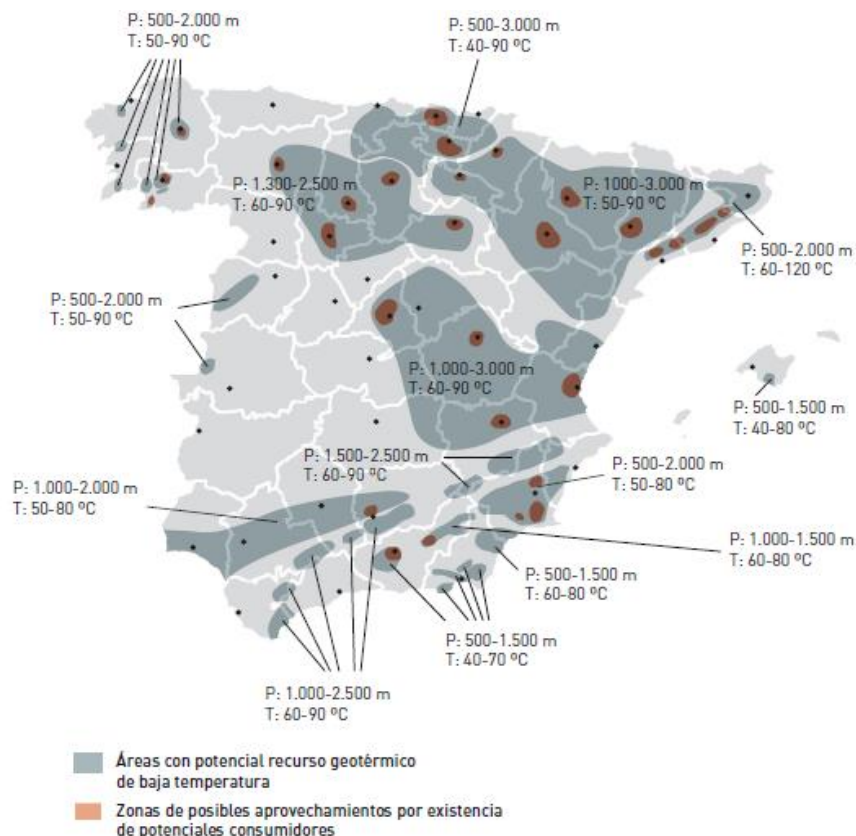 P: 500-2.000 m
T: 50-90 ºC
P: 500-3.000 m
T: 40-90 ºC
P: 1.300-2.500 m
T: 60-90 ºC
P: 1000-3.000 m
T: 50-90 ºC
P: 500-2.000 m
T: 60-120 ºC
P: 500-2.000 m
T: 50-90 ºC
P: 1.000-3.000 m
T: 60-90 ºC
P: 500-1.500 m
T: 40-80 ºC
P: 1.500-2.500 m
T: 60-90 ºC
P: 500-2.000 m
T: 50-80 ºC
P: 1.000-2.000 m
T: 50-80 ºC
P: 1.000-1.500 m
T: 60-80 ºC
P: 500-1.500 m
T: 60-80 ºC
P: 500-1.500 m
T: 40-70 ºC
P: 1.000-2.500 m
T: 60-90 ºC
Áreas con potencial recurso geotérmico
de baja temperatura
Zonas de posibles aprovechamientos por existencia
de potenciales consumidores